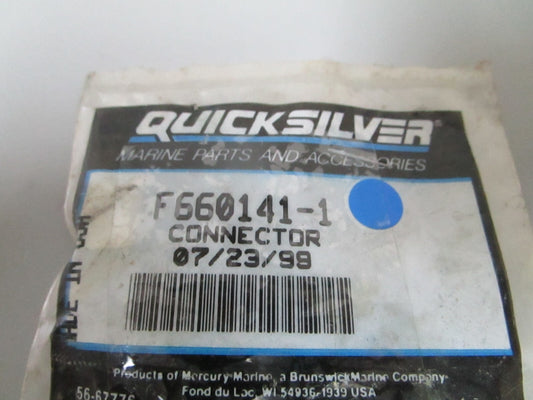 QUICKSILVER®
MARINE PARTS AND ACCESSORIES
F660141-1
CONNECTOR
07/23/99
Products of Mercury Marine, a Brunswick Marine Company
Fond du Lac, WI 54936-1939 USA